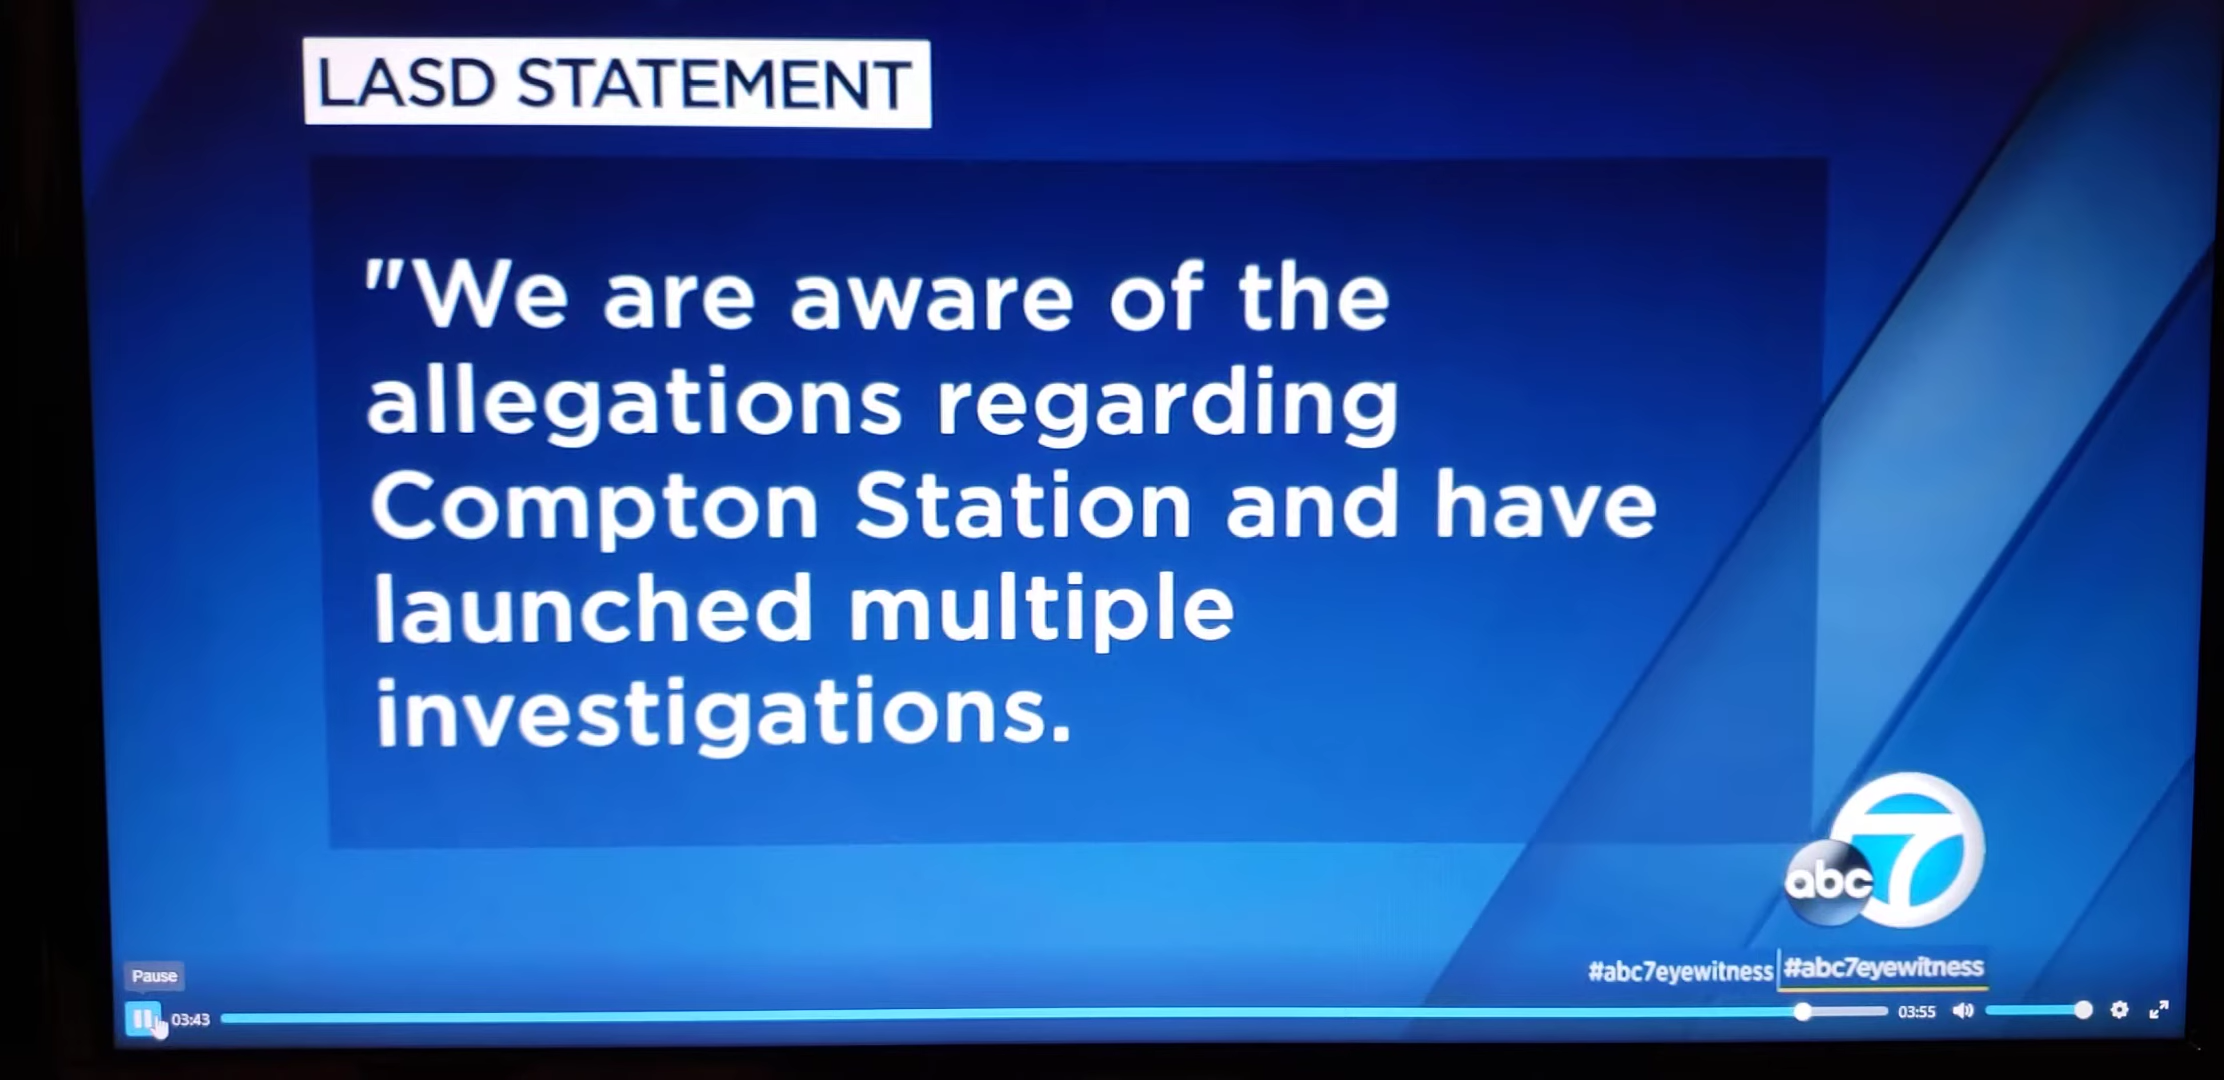 LASD STATEMENT
"We are aware of the
allegations regarding
Compton Station and have
launched multiple
investigations.
abc 7
#abc7eyewitness #abc7eyewitness
Pause
03:43 03:55